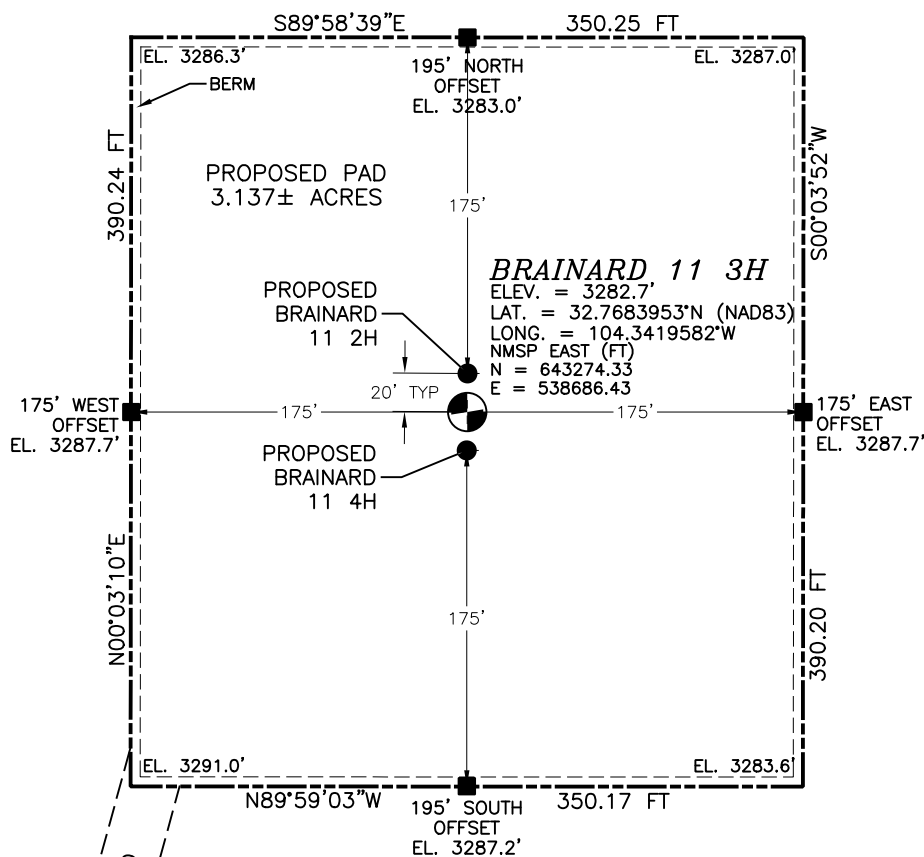 S89°58'39"E 350.25 FT
EL. 3286.3'
EL. 3287.0'
195' NORTH
OFFSET
EL. 3283.0'
BERM
390.24 FT
S00°03'52"W
PROPOSED PAD
3.137± ACRES
175'
BRAINARD 11 3H
ELEV. = 3282.7'
LAT. = 32.7683953°N (NAD83)
LONG. = 104.3419582°W
NMSP EAST (FT)
N = 643274.33
E = 538686.43
PROPOSED
BRAINARD
11 2H
20' TYP
175' WEST
OFFSET
EL. 3287.7'
175'
175'
175' EAST
OFFSET
EL. 3287.7'
PROPOSED
BRAINARD
11 4H
N00°03'10"E
175'
390.20 FT
EL. 3291.0'
EL. 3283.6'
N89°59'03"W 350.17 FT
195' SOUTH
OFFSET
EL. 3287.2'